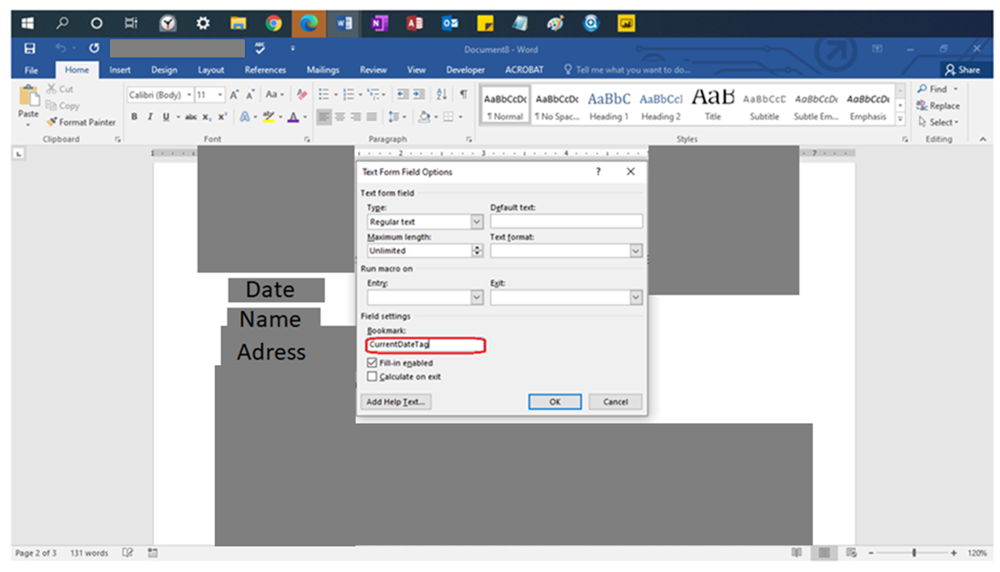 Document8 - Word
File Home Insert Design Layout References Mailings Review View Developer ACROBAT Tell me what you want to do... Share
Paste
Cut
Copy
Format Painter
Calibri (Body) 11
AaBbCcDc AaBbCcDc AaBbC AaBbCcI AaB AaBbCcD AaBbCcDc AaBbCcDc
¶ Normal ¶ No Spac... Heading 1 Heading 2 Title Subtitle Subtle Em... Emphasis
Find
Replace
Select
Clipboard Font Paragraph Styles Editing
1 2 3 4 7
Text Form Field Options
Text form field
Type: Default text:
Regular text
Maximum length: Text format:
Unlimited
Run macro on
Entry: Exit:
Field settings
Bookmark:
CurrentDateTag
Fill-in enabled
Calculate on exit
Add Help Text... OK Cancel
Date
Name
Adress
Page 2 of 3 131 words 120%